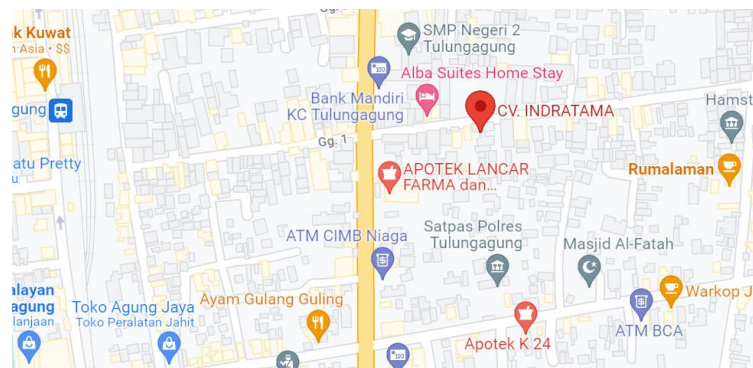 Gg.
SMP Negeri 2
Tulungagung
k Kuwat
Asia • $$
Alba Suites Home Stay
Bank Mandiri
KC Tulungagung
CV. INDRATAMA
Hamst
gung
Gg. 1
atu Pretty
u
APOTEK LANCAR
FARMA dan...
Rumalaman
ATM CIMB Niaga
Satpas Polres
Tulungagung
Masjid Al-Fatah
alayan
agung
lanjaan
Toko Agung Jaya
Toko Peralatan Jahit
Ayam Gulang Guling
Warkop J
ATM BCA
Apotek K 24